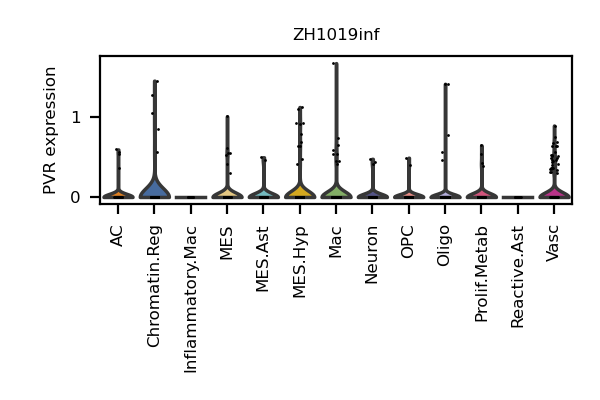 ZH1019inf
PVR expression
1
0
AC
Chromatin.Reg
Inflammatory.Mac
MES
MES.Ast
MES.Hyp
Mac
Neuron
OPC
Oligo
Prolif.Metab
Reactive.Ast
Vasc